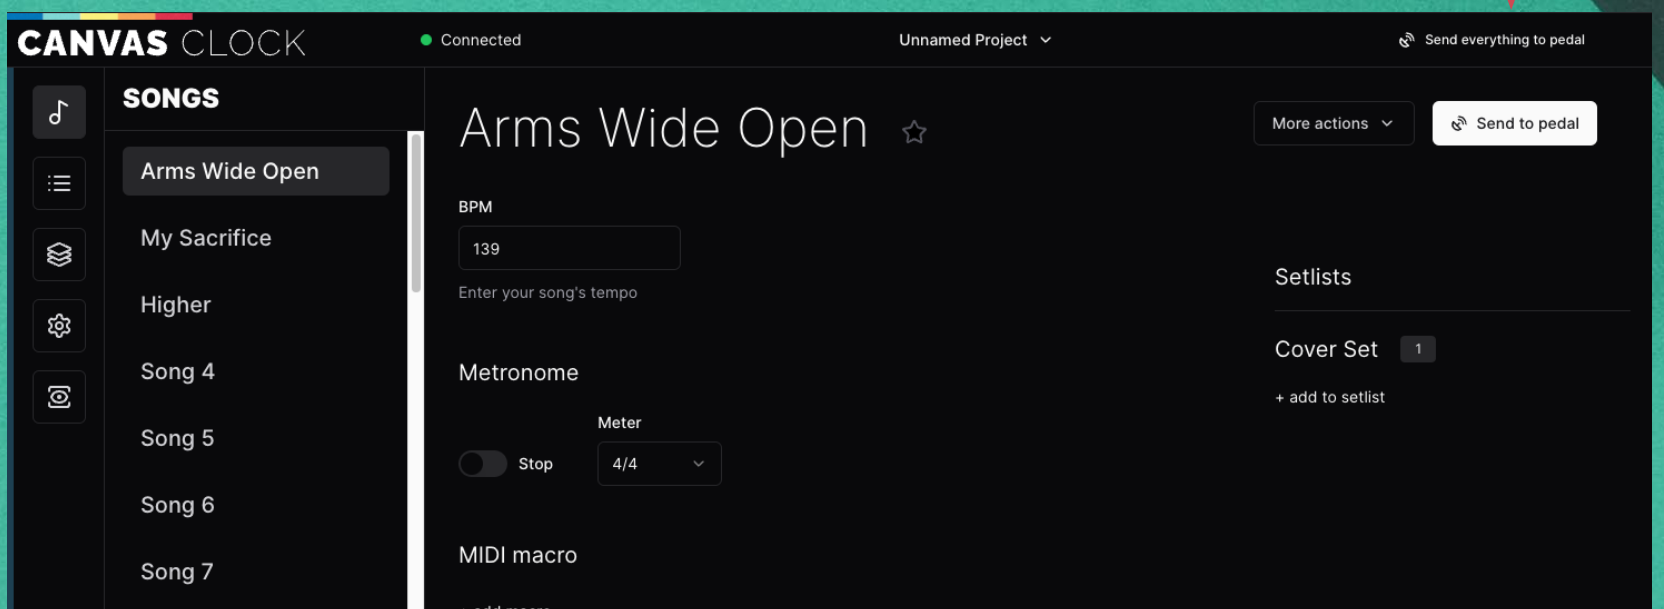 CANVAS CLOCK
Connected
Unnamed Project
Send everything to pedal
SONGS
Arms Wide Open
My Sacrifice
Higher
Song 4
Song 5
Song 6
Song 7
Arms Wide Open
More actions
Send to pedal
BPM
139
Enter your song's tempo
Metronome
Stop
Meter
4/4
MIDI macro
Setlists
Cover Set 1
+ add to setlist